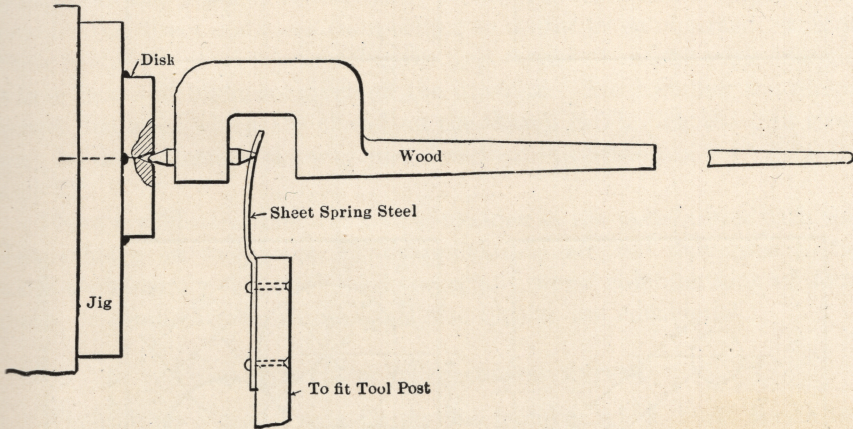 Disk
Wood
Sheet Spring Steel
Jig
To fit Tool Post